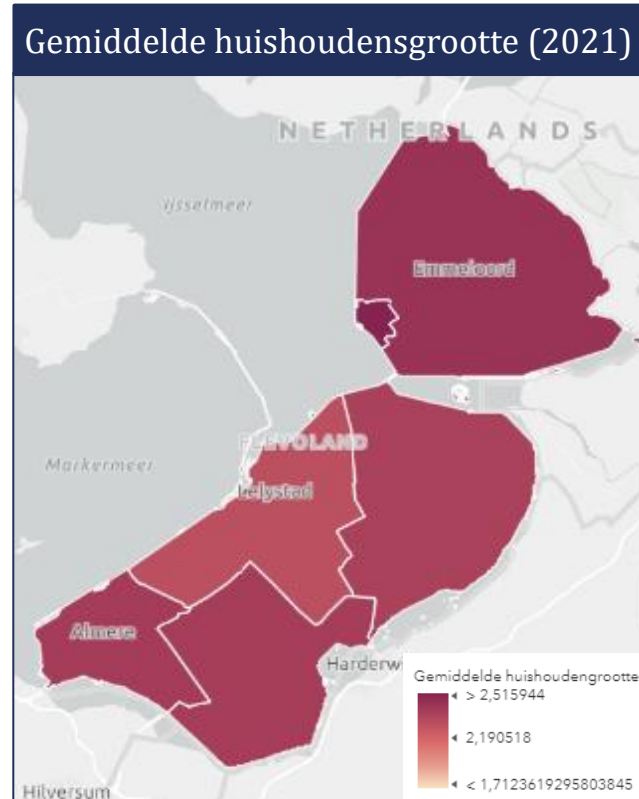 Gemiddelde huishoudensgrootte (2021)
NETHERLANDS
Ijsselmeer
Emmeloord
FLEVOLAND
Markermeer
Lelystad
Almere
Harderwi
Gemiddelde huishoudengrootte
> 2,515944
2,190518
< 1,7123619295803845
Hilversum